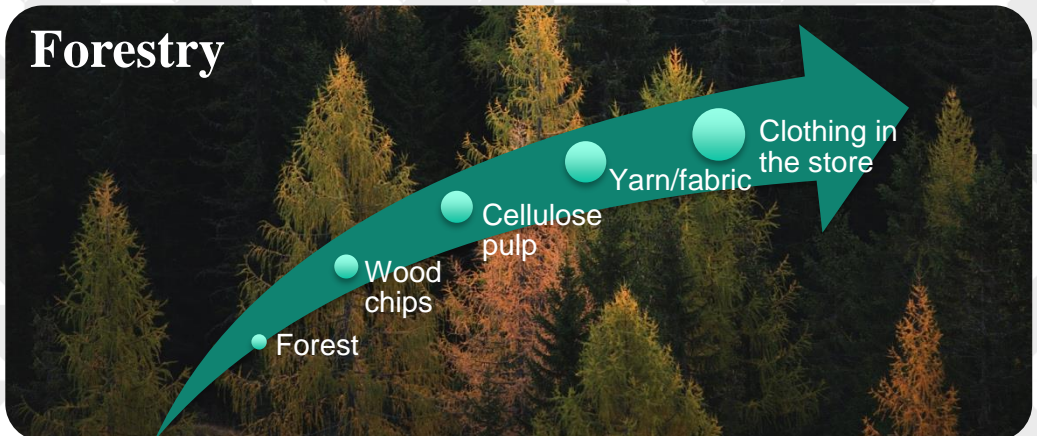 Forestry
Forest
Wood
chips
Cellulose
pulp
Yarn/fabric
Clothing in
the store